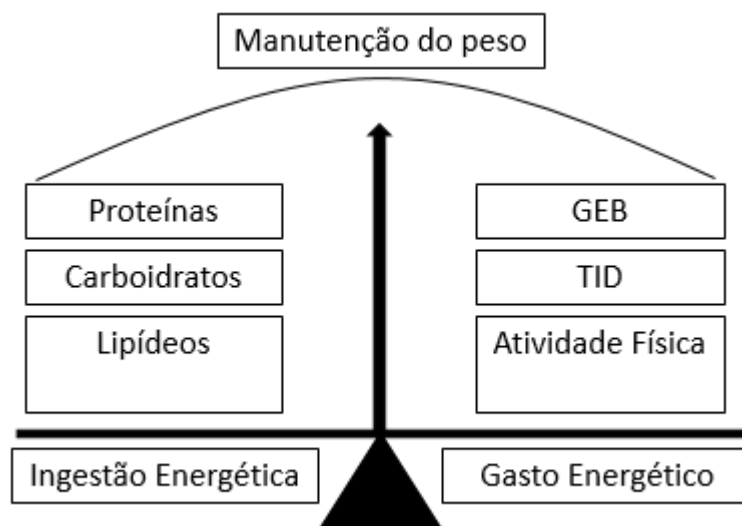 Manutenção do peso
Proteínas
GEB
Carboidratos
TID
Lipídeos
Atividade Física
Ingestão Energética
Gasto Energético